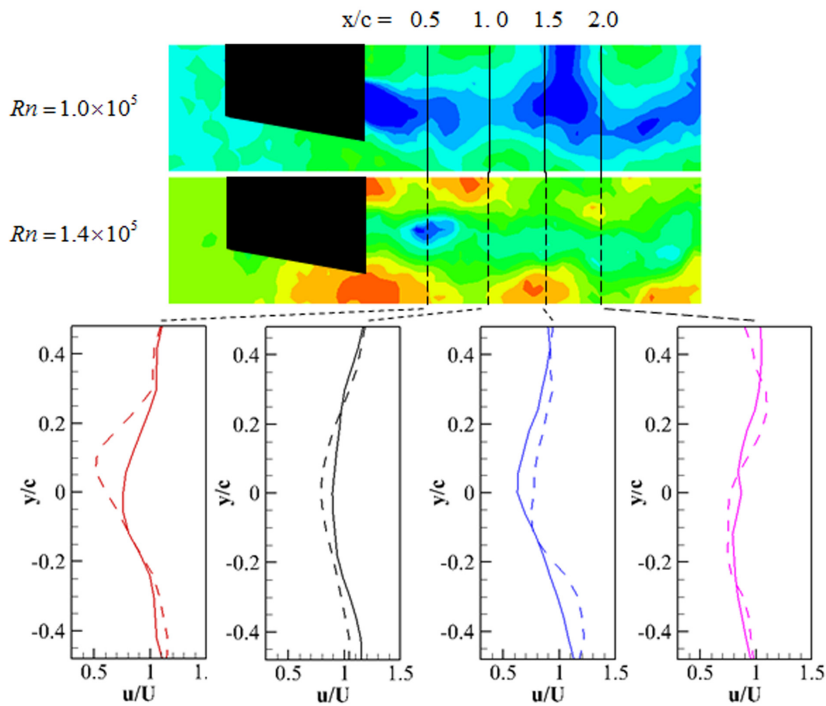 x/c = 0.5 1.0 1.5 2.0
Rn = 1.0×10⁵
Rn = 1.4×10⁵
0.4 0.4 0.4 0.4
0.2 0.2 0.2 0.2
y/c 0 y/c 0 y/c 0 y/c 0
-0.2 -0.2 -0.2 -0.2
-0.4 -0.4 -0.4 -0.4
0.5 1 1. 0.5 1 1.5 0.5 1 1.5 0.5 1 1.5
u/U u/U u/U u/U